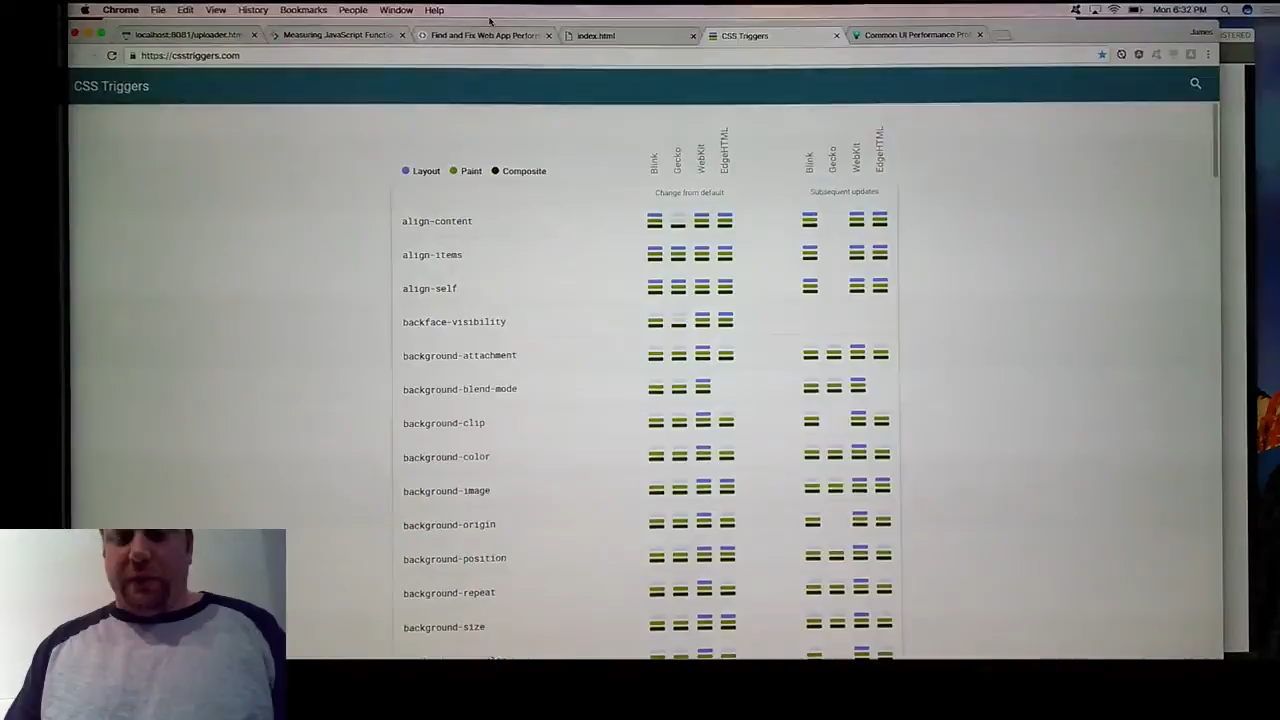 Chrome File Edit View History Bookmarks People Window Help Mon 6:32 PM
localhost:8081/uploader.htm Measuring JavaScript Functio Find and Fix Web App Perform index.html CSS Triggers Common UI Performance Pro James
https://csstriggers.com
CSS Triggers
Blink Gecko WebKit EdgeHTML Blink Gecko WebKit EdgeHTML
Layout Paint Composite
Change from default Subsequent updates
align-content
align-items
align-self
backface-visibility
background-attachment
background-blend-mode
background-clip
background-color
background-image
background-origin
background-position
background-repeat
background-size